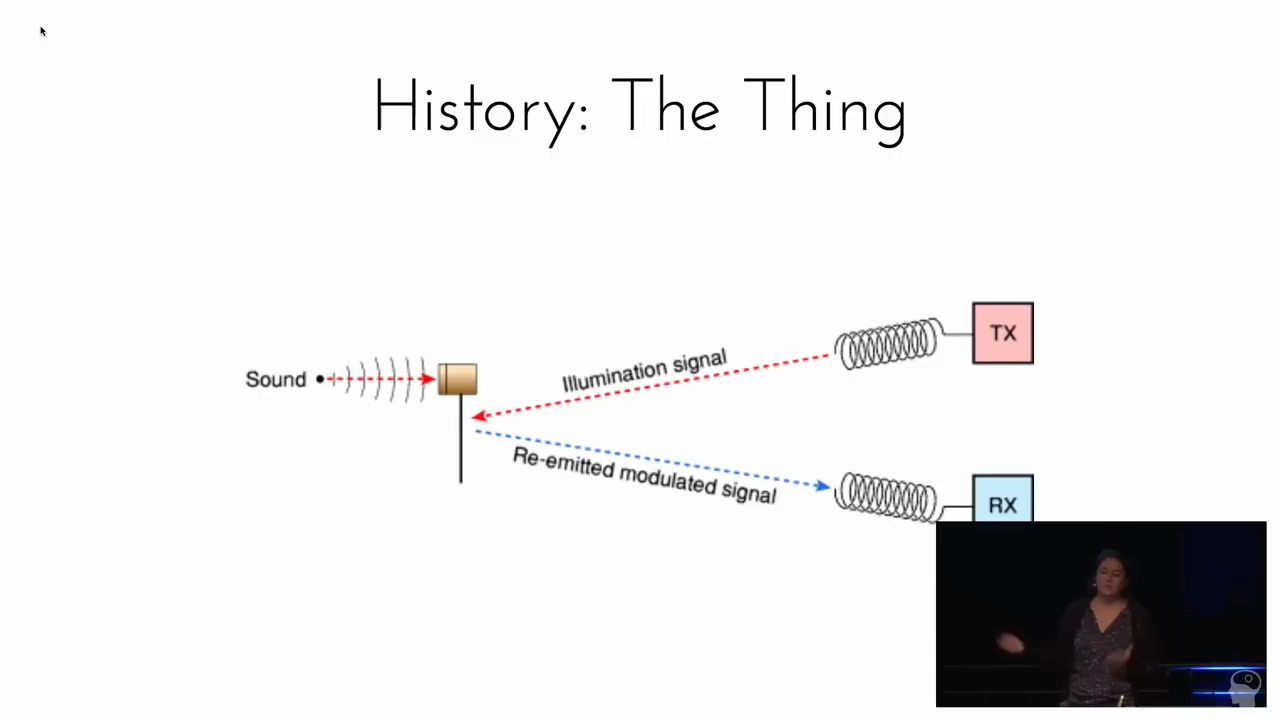 History: The Thing
TX
Illumination signal
Sound
Re-emitted modulated signal
RX